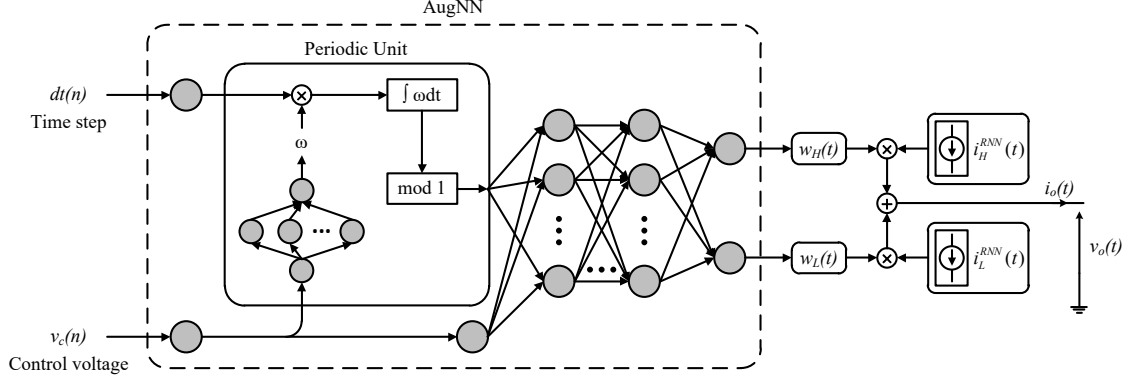 AugNN
Periodic Unit
dt(n)
Time step
∫ ωdt
ω
mod 1
v_c(n)
Control voltage
w_H(t)
i_H^{RNN}(t)
i_o(t)
w_L(t)
i_L^{RNN}(t)
v_o(t)